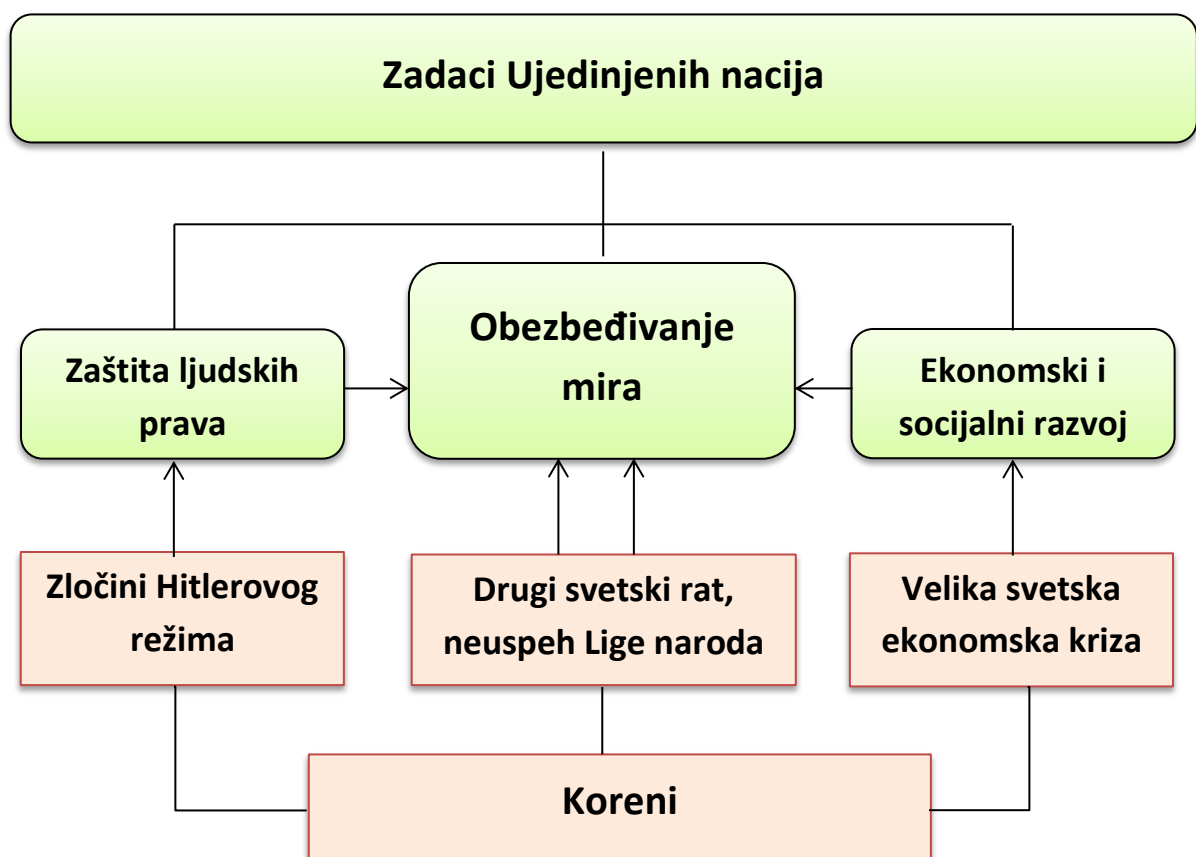 Zadaci Ujedinjenih nacija
Zaštita ljudskih
prava
Obezbeđivanje
mira
Ekonomski i
socijalni razvoj
Zločini Hitlerovog
režima
Drugi svetski rat,
neuspeh Lige naroda
Velika svetska
ekonomska kriza
Koreni